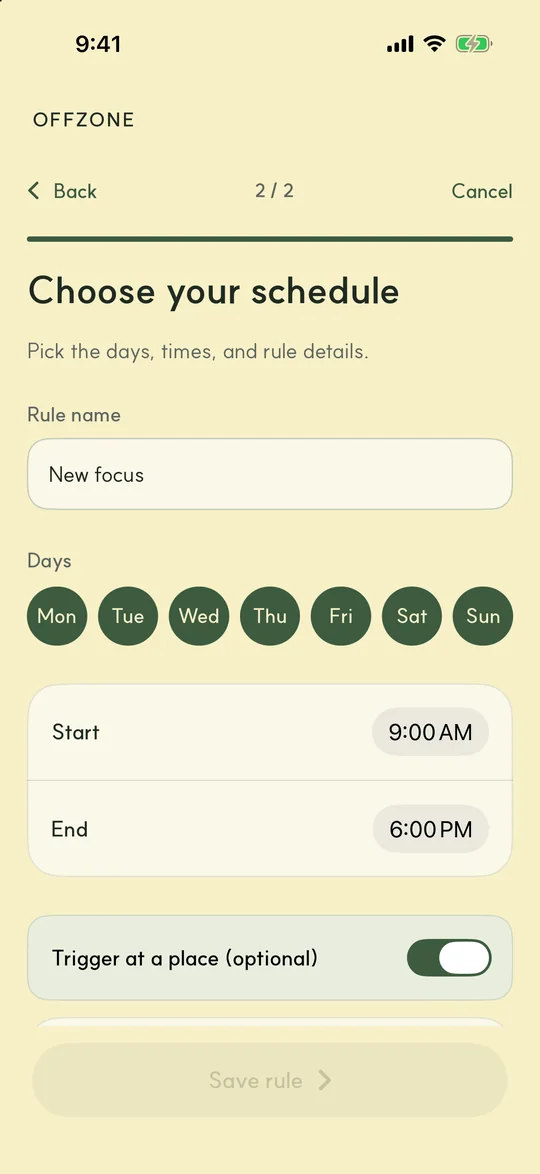 9:41
OFFZONE
Back 2 / 2 Cancel
Choose your schedule
Pick the days, times, and rule details.
Rule name
New focus
Days
Mon Tue Wed Thu Fri Sat Sun
Start 9:00 AM
End 6:00 PM
Trigger at a place (optional)
Save rule